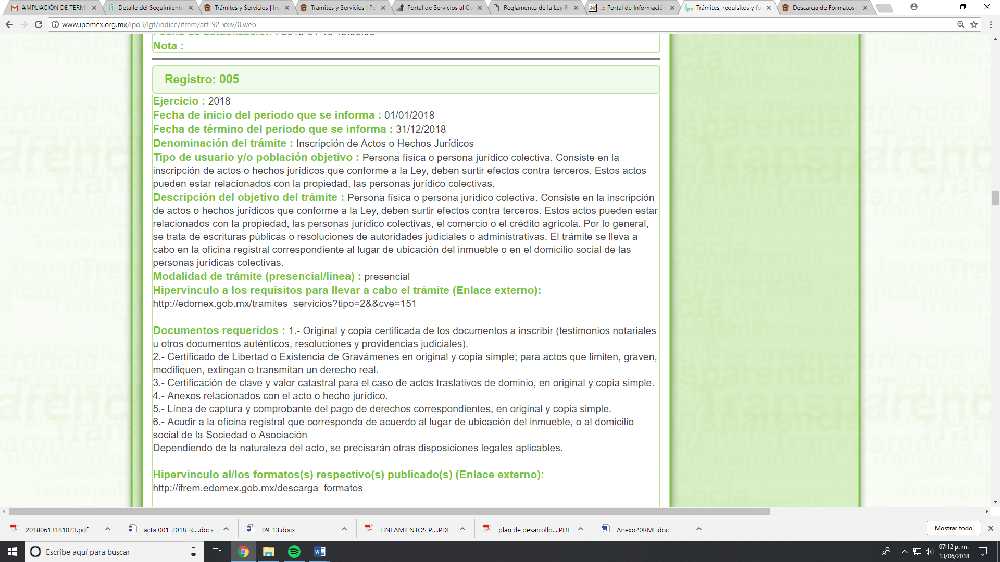 AMPLIACIÓN DE TÉRMI
Detalle del Seguimiento
Trámites y Servicios | Ins
Trámites y Servicios | Po
Portal de Servicios al Co
Reglamento de la Ley R
..:: Portal de Información
Trámites, requisitos y fo
Descarga de Formatos |
www.ipomex.org.mx/ipo3/lgt/indice/ifrem/art_92_xxiv/0.web
Nota :
Registro: 005
Ejercicio : 2018
Fecha de inicio del periodo que se informa : 01/01/2018
Fecha de término del periodo que se informa : 31/12/2018
Denominación del trámite : Inscripción de Actos o Hechos Jurídicos
Tipo de usuario y/o población objetivo : Persona física o persona jurídico colectiva. Consiste en la
inscripción de actos o hechos jurídicos que conforme a la Ley, deben surtir efectos contra terceros. Estos actos
pueden estar relacionados con la propiedad, las personas jurídico colectivas,
Descripción del objetivo del trámite : Persona física o persona jurídico colectiva. Consiste en la inscripción
de actos o hechos jurídicos que conforme a la Ley, deben surtir efectos contra terceros. Estos actos pueden estar
relacionados con la propiedad, las personas jurídico colectivas, el comercio o el crédito agrícola. Por lo general,
se trata de escrituras públicas o resoluciones de autoridades judiciales o administrativas. El trámite se lleva a
cabo en la oficina registral correspondiente al lugar de ubicación del inmueble o en el domicilio social de las
personas jurídicas colectivas.
Modalidad de trámite (presencial/línea) : presencial
Hipervínculo a los requisitos para llevar a cabo el trámite (Enlace externo):
http://edomex.gob.mx/tramites_servicios?tipo=2&&cve=151
Documentos requeridos : 1.- Original y copia certificada de los documentos a inscribir (testimonios notariales
u otros documentos auténticos, resoluciones y providencias judiciales).
2.- Certificado de Libertad o Existencia de Gravámenes en original y copia simple; para actos que limiten, graven,
modifiquen, extingan o transmitan un derecho real.
3.- Certificación de clave y valor catastral para el caso de actos traslativos de dominio, en original y copia simple.
4.- Anexos relacionados con el acto o hecho jurídico.
5.- Línea de captura y comprobante del pago de derechos correspondientes, en original y copia simple.
6.- Acudir a la oficina registral que corresponda de acuerdo al lugar de ubicación del inmueble, o al domicilio
social de la Sociedad o Asociación
Dependiendo de la naturaleza del acto, se precisarán otras disposiciones legales aplicables.
Hipervínculo al/los formatos(s) respectivo(s) publicado(s) (Enlace externo):
http://ifrem.edomex.gob.mx/descarga_formatos
20180613181023.pdf
acta 001-2018-R....docx
09-13.docx
LINEAMIENTOS P....PDF
plan de desarrollo....PDF
Anexo20RMF.doc
Mostrar todo
Escribe aquí para buscar
07:12 p. m.
13/06/2018